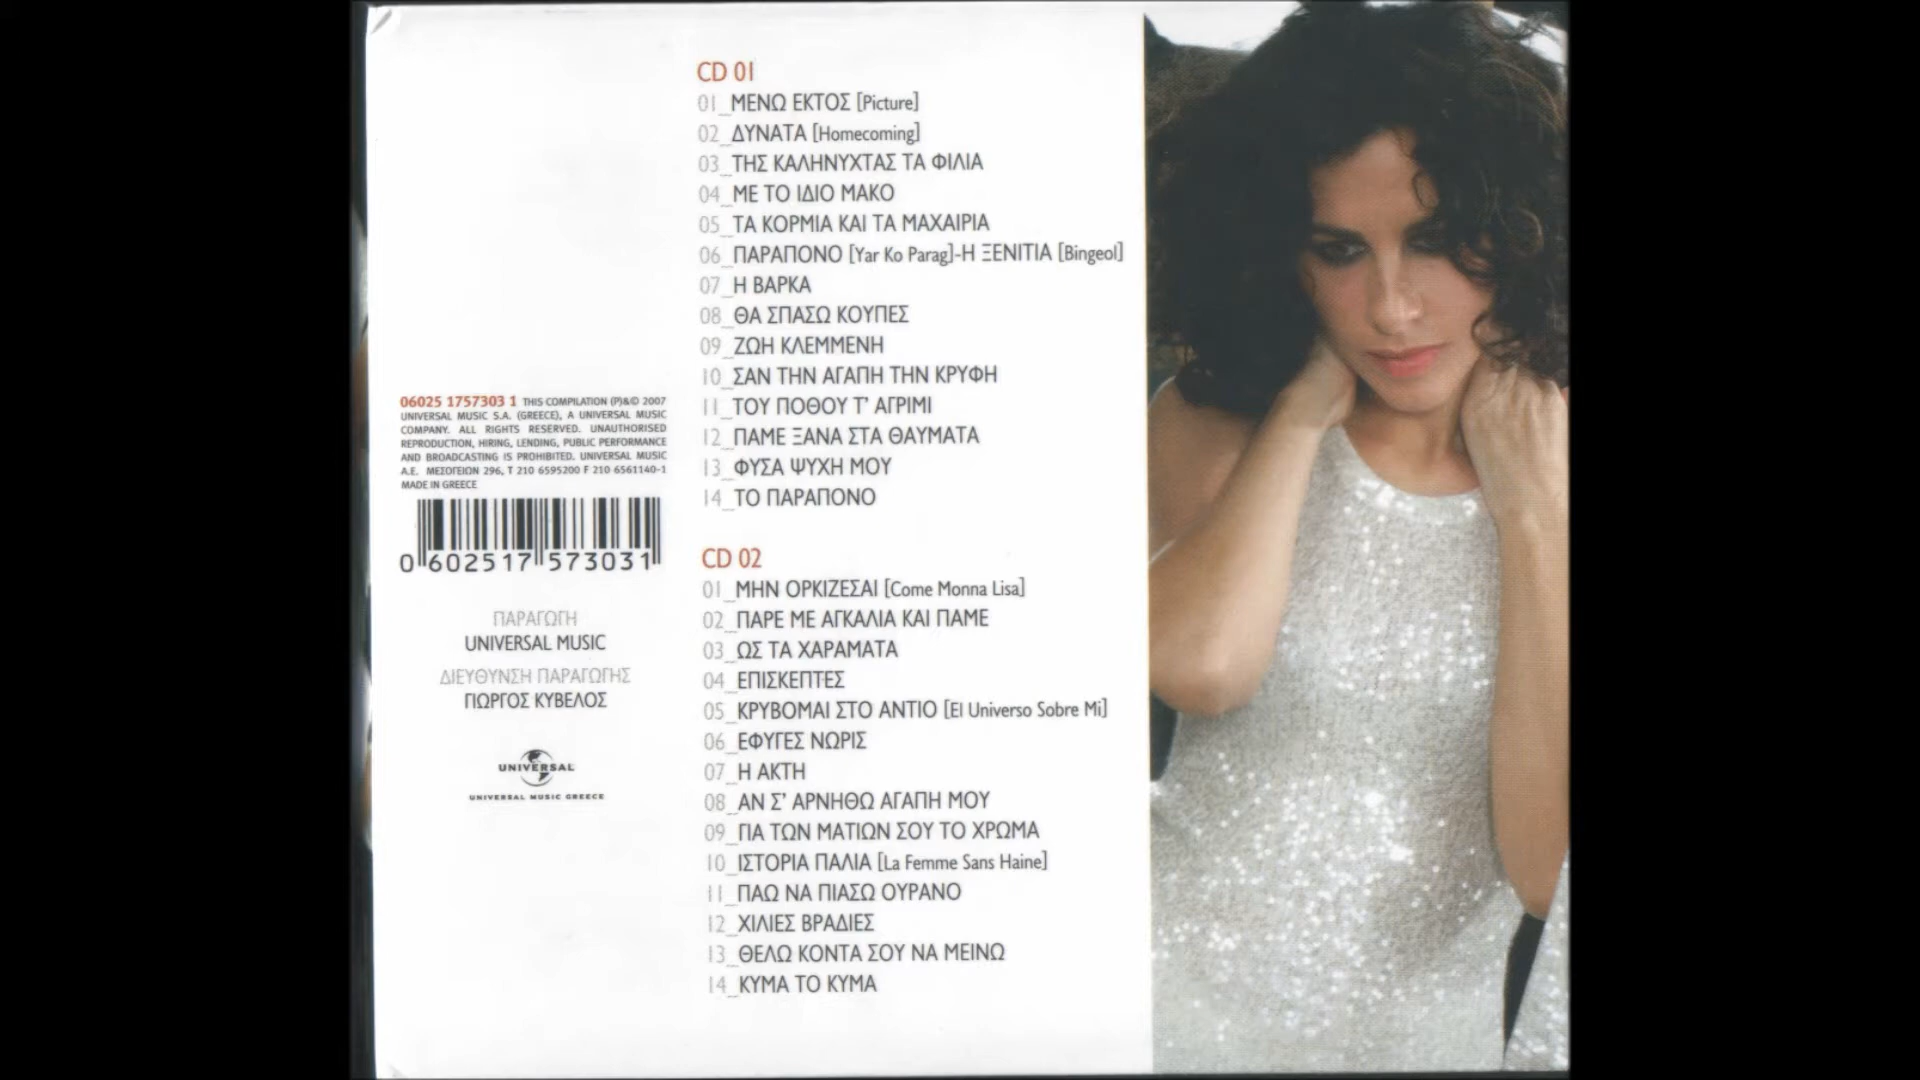 CD 01
01_ΜΕΝΩ ΕΚΤΟΣ [Picture]
02_ΔΥΝΑΤΑ [Homecoming]
03_ΤΗΣ ΚΑΛΗΝΥΧΤΑΣ ΤΑ ΦΙΛΙΑ
04_ΜΕ ΤΟ ΙΔΙΟ ΜΑΚΟ
05_ΤΑ ΚΟΡΜΙΑ ΚΑΙ ΤΑ ΜΑΧΑΙΡΙΑ
06_ΠΑΡΑΠΟΝΟ [Yar Ko Parag]-Η ΞΕΝΙΤΙΑ [Bingeol]
07_Η ΒΑΡΚΑ
08_ΘΑ ΣΠΑΣΩ ΚΟΥΠΕΣ
09_ΖΩΗ ΚΛΕΜΜΕΝΗ
10_ΣΑΝ ΤΗΝ ΑΓΑΠΗ ΤΗΝ ΚΡΥΦΗ
11_ΤΟΥ ΠΟΘΟΥ Τ' ΑΓΡΙΜΙ
12_ΠΑΜΕ ΞΑΝΑ ΣΤΑ ΘΑΥΜΑΤΑ
13_ΦΥΣΑ ΨΥΧΗ ΜΟΥ
14_ΤΟ ΠΑΡΑΠΟΝΟ
CD 02
01_ΜΗΝ ΟΡΚΙΖΕΣΑΙ [Come Monna Lisa]
02_ΠΑΡΕ ΜΕ ΑΓΚΑΛΙΑ ΚΑΙ ΠΑΜΕ
03_ΩΣ ΤΑ ΧΑΡΑΜΑΤΑ
04_ΕΠΙΣΚΕΠΤΕΣ
05_ΚΡΥΒΟΜΑΙ ΣΤΟ ΑΝΤΙΟ [El Universo Sobre Mi]
06_ΕΦΥΓΕΣ ΝΩΡΙΣ
07_Η ΑΚΤΗ
08_ΑΝ Σ' ΑΡΝΗΘΩ ΑΓΑΠΗ ΜΟΥ
09_ΓΙΑ ΤΩΝ ΜΑΤΙΩΝ ΣΟΥ ΤΟ ΧΡΩΜΑ
10_ΙΣΤΟΡΙΑ ΠΑΛΙΑ [La Femme Sans Haine]
11_ΠΑΩ ΝΑ ΠΙΑΣΩ ΟΥΡΑΝΟ
12_ΧΙΛΙΕΣ ΒΡΑΔΙΕΣ
13_ΘΕΛΩ ΚΟΝΤΑ ΣΟΥ ΝΑ ΜΕΙΝΩ
14_ΚΥΜΑ ΤΟ ΚΥΜΑ
06025 1757303 1 THIS COMPILATION (P)&© 2007
UNIVERSAL MUSIC S.A. (GREECE), A UNIVERSAL MUSIC
COMPANY. ALL RIGHTS RESERVED. UNAUTHORISED
REPRODUCTION, HIRING, LENDING, PUBLIC PERFORMANCE
AND BROADCASTING IS PROHIBITED. UNIVERSAL MUSIC
A.E. ΜΕΣΟΓΕΙΩΝ 296, T 210 6595200 F 210 6561140-1
MADE IN GREECE
0 602517 573031
ΠΑΡΑΓΩΓΗ
UNIVERSAL MUSIC
ΔΙΕΥΘΥΝΣΗ ΠΑΡΑΓΩΓΗΣ
ΓΙΩΡΓΟΣ ΚΥΒΕΛΟΣ
UNIVERSAL
UNIVERSAL MUSIC GREECE